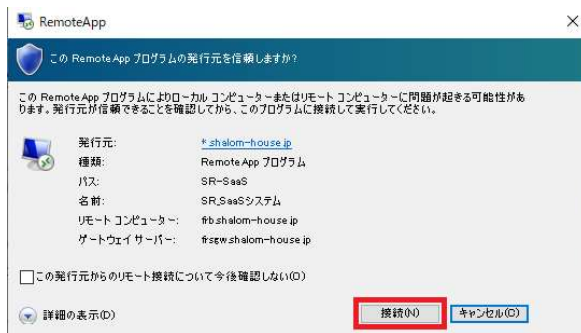 RemoteApp
この RemoteApp プログラムの発行元を信頼しますか?
この RemoteApp プログラムによりローカル コンピューターまたはリモート コンピューターに問題が起きる可能性があ
ります。発行元が信頼できることを確認してから、このプログラムに接続して実行してください。
発行元: *.shalom-house.jp
種類: RemoteApp プログラム
パス: SR-SaaS
名前: SR_SaaSシステム
リモート コンピューター: frb.shalom-house.jp
ゲートウェイ サーバー: frsgw.shalom-house.jp
この発行元からのリモート接続について今後確認しない(O)
詳細の表示(D) 接続(N) キャンセル(C)